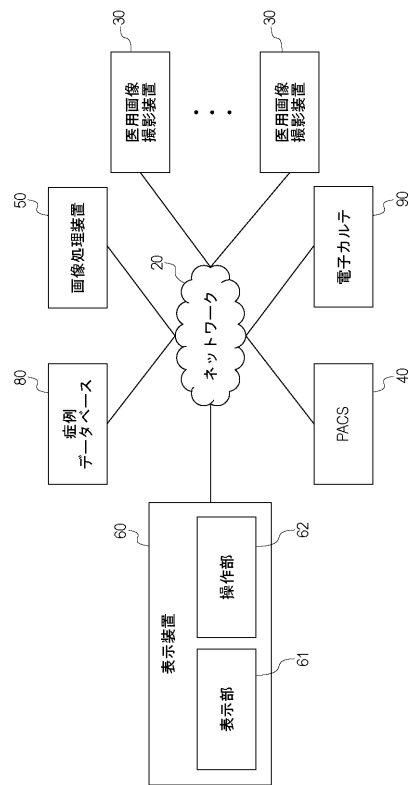 80
症例
データベース
50
画像処理装置
30
医用画像
撮影装置
60
表示装置
表示部
61
操作部
62
20
ネットワーク
・・・
30
医用画像
撮影装置
PACS
40
電子カルテ
90